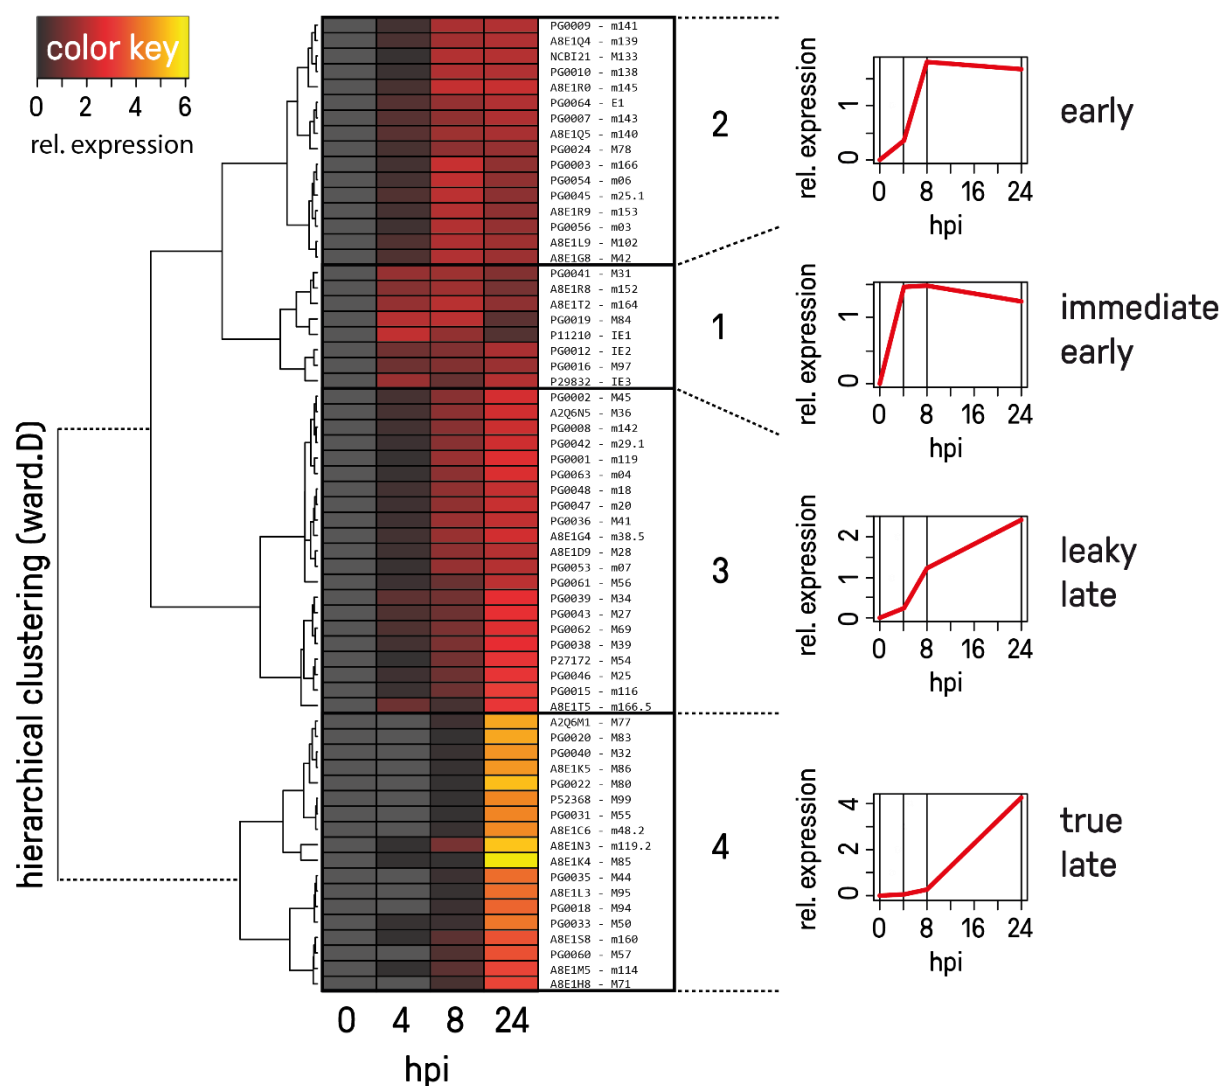 color key
0 2 4 6
rel. expression
hierarchical clustering (ward.D)
PG0009 - m141
A8E1Q4 - m139
NCBI21 - M133
PG0010 - m138
A8E1R0 - m145
PG0064 - E1
PG0007 - m143
A8E1Q5 - m140
PG0024 - M78
PG0003 - m166
PG0054 - m06
PG0045 - m25.1
A8E1R9 - m153
PG0056 - m03
A8E1L9 - M102
A8E1G8 - M42
PG0041 - M31
A8E1R8 - m152
A8E1T2 - m164
PG0019 - M84
P11210 - IE1
PG0012 - IE2
PG0016 - M97
P29832 - IE3
PG0002 - M45
A2Q6N5 - M36
PG0008 - m142
PG0042 - m29.1
PG0001 - m119
PG0063 - m04
PG0048 - m18
PG0047 - m20
PG0036 - M41
A8E1G4 - m38.5
A8E1D9 - M28
PG0053 - m07
PG0061 - M56
PG0039 - M34
PG0043 - M27
PG0062 - M69
PG0038 - M39
P27172 - M54
PG0046 - M25
PG0015 - m116
A8E1T5 - m166.5
A2Q6M1 - M77
PG0020 - M83
PG0040 - M32
A8E1K5 - M86
PG0022 - M80
P52368 - M99
PG0031 - M55
A8E1C6 - m48.2
A8E1N3 - m119.2
A8E1K4 - M85
PG0035 - M44
A8E1L3 - M95
PG0018 - M94
PG0033 - M50
A8E1S8 - m160
PG0060 - M57
A8E1M5 - m114
A8E1H8 - M71
0 4 8 24
hpi
2
1
3
4
rel. expression
1
0
0 8 16 24
hpi
early
rel. expression
1
0
0 8 16 24
hpi
immediate
early
rel. expression
2
1
0
0 8 16 24
hpi
leaky
late
rel. expression
4
2
0
0 8 16 24
hpi
true
late